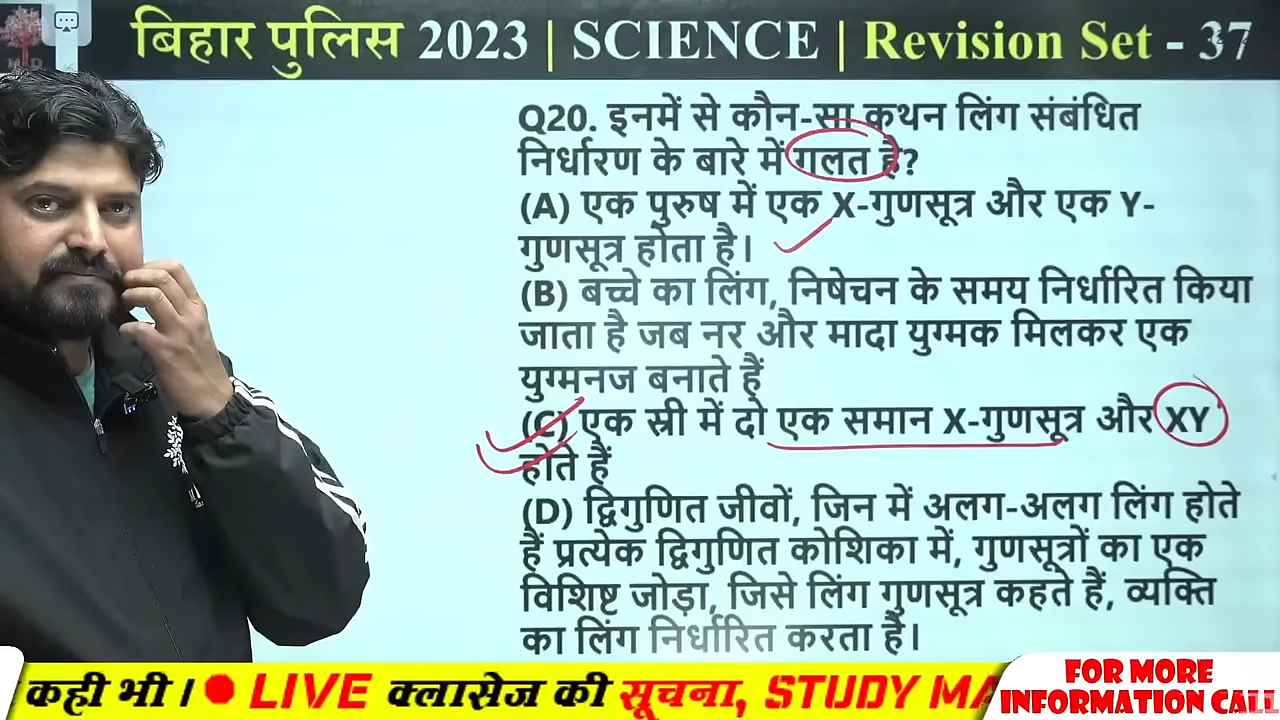 बिहार पुलिस 2023 | SCIENCE | Revision Set - 37
Q20. इनमें से कौन-सा कथन लिंग संबंधित
निर्धारण के बारे में गलत है?
(A) एक पुरुष में एक X-गुणसूत्र और एक Y-
गुणसूत्र होता है।
(B) बच्चे का लिंग, निषेचन के समय निर्धारित किया
जाता है जब नर और मादा युग्मक मिलकर एक
युग्मनज बनाते हैं
(C) एक स्री में दो एक समान X-गुणसूत्र और XY
होते हैं
(D) द्विगुणित जीवों, जिन में अलग-अलग लिंग होते
हैं प्रत्येक द्विगुणित कोशिका में, गुणसूत्रों का एक
विशिष्ट जोड़ा, जिसे लिंग गुणसूत्र कहते हैं, व्यक्ति
का लिंग निर्धारित करता है।
कही भी। LIVE क्लासेज की सूचना, STUDY MA
FOR MORE
INFORMATION CALL